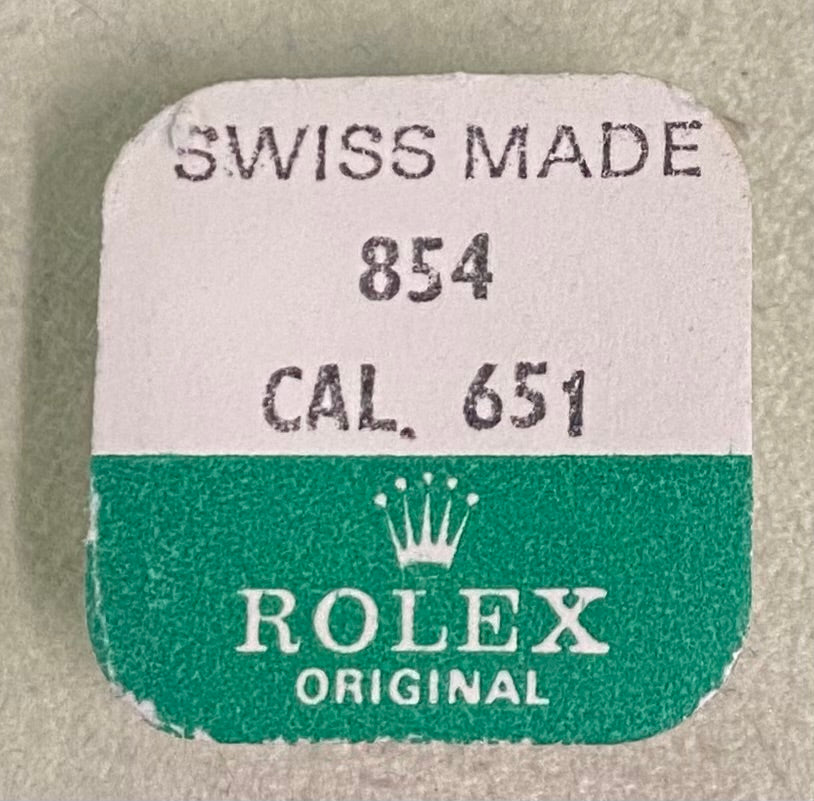 SWISS MADE
854
CAL. 651
ROLEX
ORIGINAL